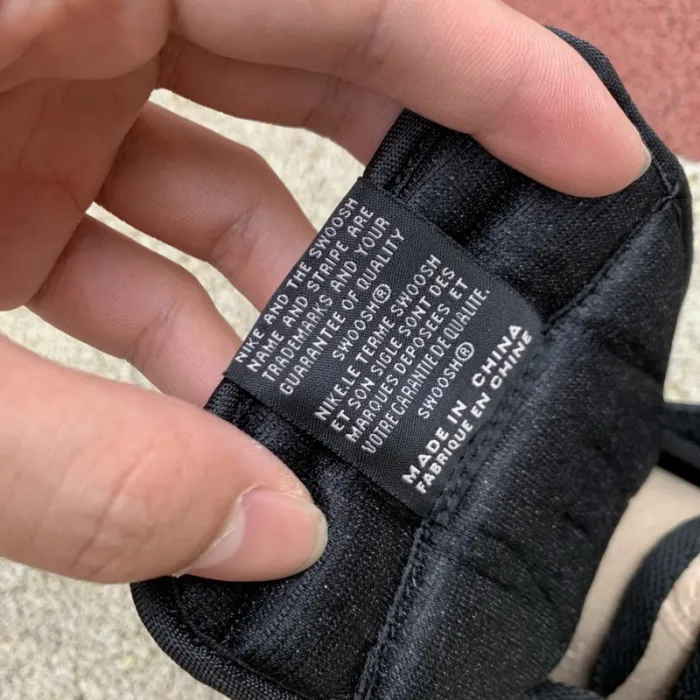 NIKE AND THE SWOOSH
NAME AND STRIPE ARE
TRADEMARKS AND YOUR
GUARANTEE OF QUALITY
SWOOSH®
NIKE.LE TERME SWOOSH
ET SON SIGLE SONT DES
MARQUES DEPOSEES ET
VOTRE GARANTIE DE QUALITE.
SWOOSH®
MADE IN CHINA
FABRIQUE EN CHINE